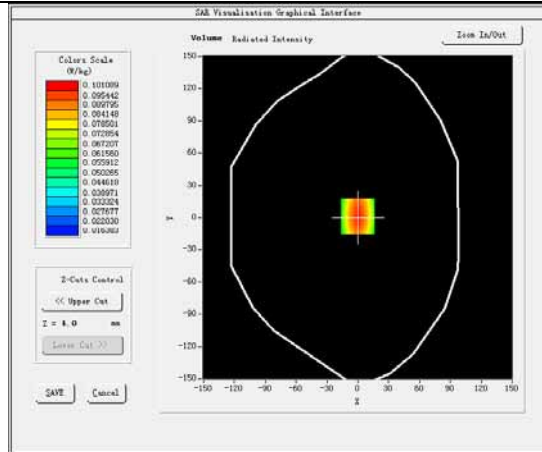 SAR Visualisation Graphical Interface
Volume Radiated Intensity
Zoom In/Out
Colors Scale
(W/kg)
0.101089
0.095442
0.089795
0.084148
0.078501
0.072854
0.067207
0.061560
0.055912
0.050265
0.044618
0.038971
0.033324
0.027677
0.022030
0.016383
Z-Cuts Control
<< Upper Cut
Z = 4.0 mm
Lower Cut >>
SAVE
Cancel
150
120
90
60
30
0
-30
-60
-90
-120
-150
Y
-150 -120 -90 -60 -30 0 30 60 90 120 150
X